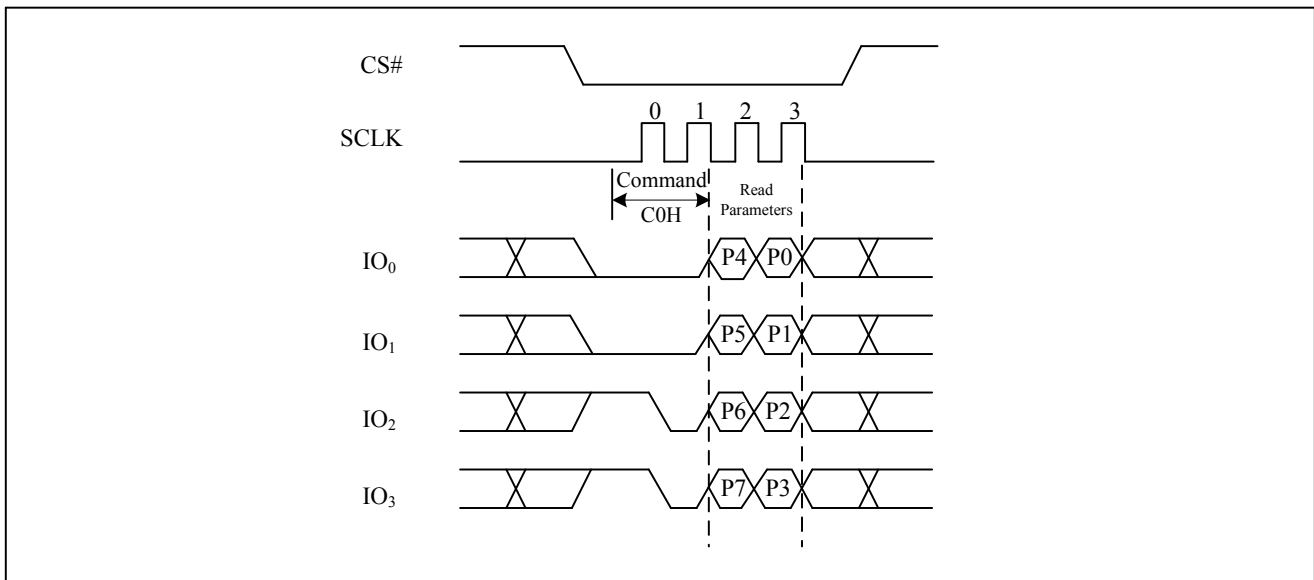 CS#
0 1 2 3
SCLK
Command
C0H
Read
Parameters
IO₀
P4 P0
IO₁
P5 P1
IO₂
P6 P2
IO₃
P7 P3